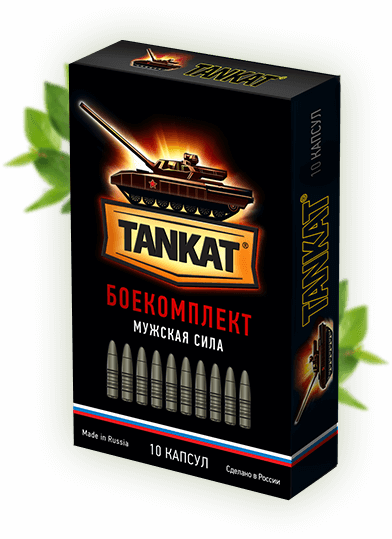 TANKAT®
TANKAT®
БОЕКОМПЛЕКТ
МУЖСКАЯ СИЛА
Made in Russia
10 КАПСУЛ
10 КАПСУЛ
TANKAT®
Сделано в России